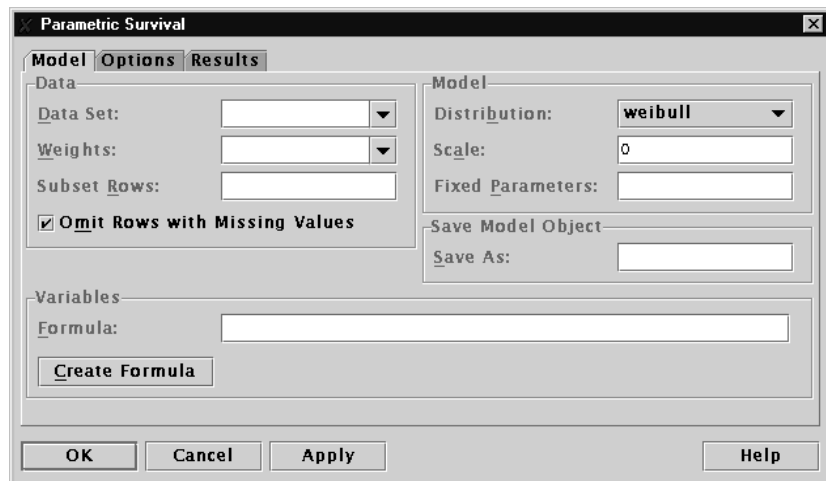 Parametric Survival
Model Options Results
Data
Data Set:
Weights:
Subset Rows:
Omit Rows with Missing Values
Model
Distribution: weibull
Scale: 0
Fixed Parameters:
Save Model Object
Save As:
Variables
Formula:
Create Formula
OK Cancel Apply Help